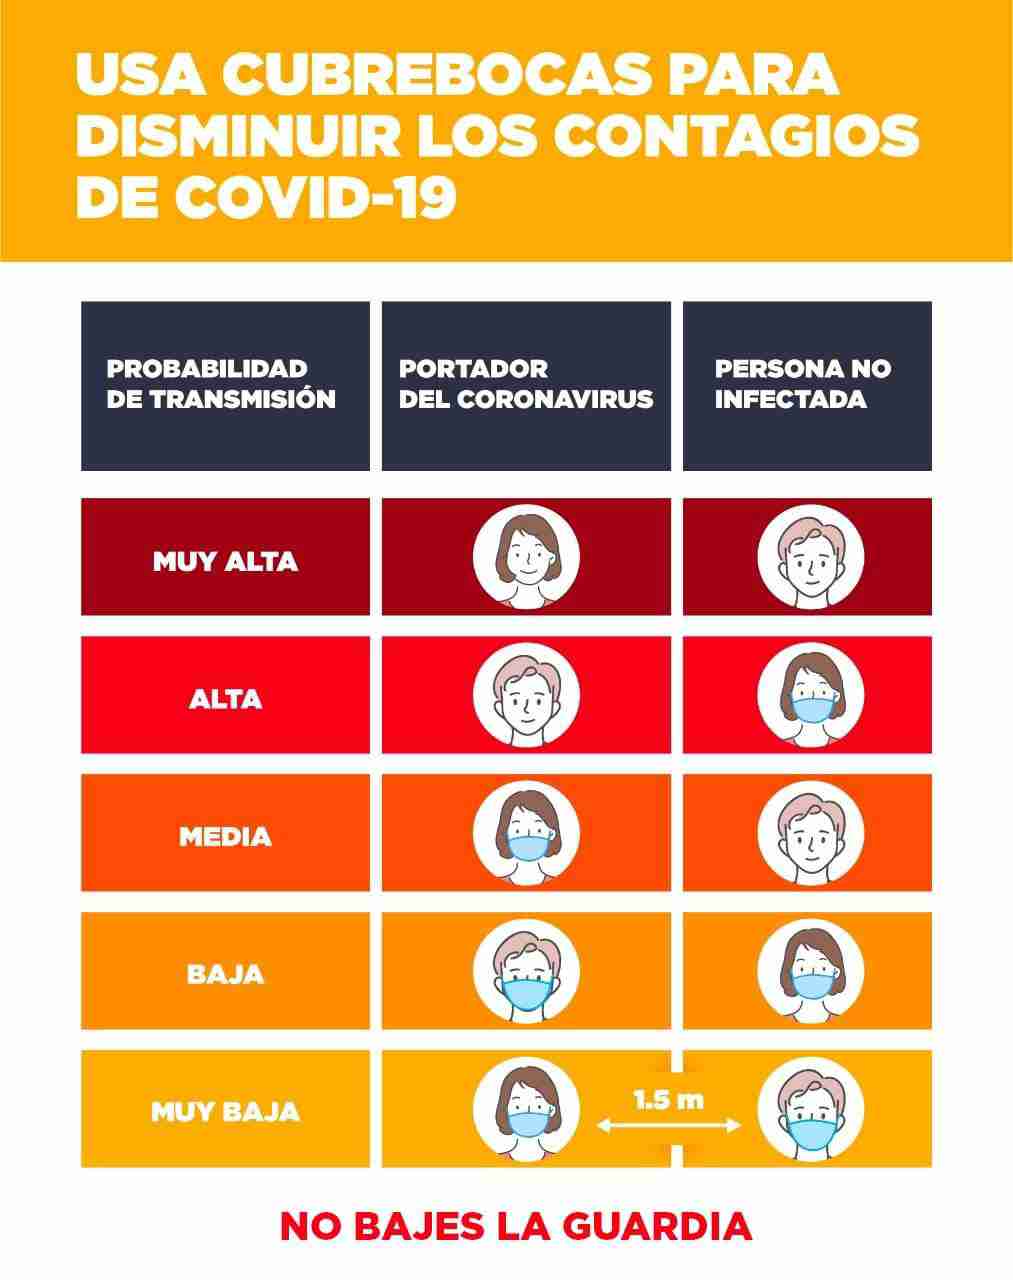 USA CUBREBOCAS PARA
DISMINUIR LOS CONTAGIOS
DE COVID-19
PROBABILIDAD
DE TRANSMISIÓN
PORTADOR
DEL CORONAVIRUS
PERSONA NO
INFECTADA
MUY ALTA
ALTA
MEDIA
BAJA
MUY BAJA
1.5 m
NO BAJES LA GUARDIA